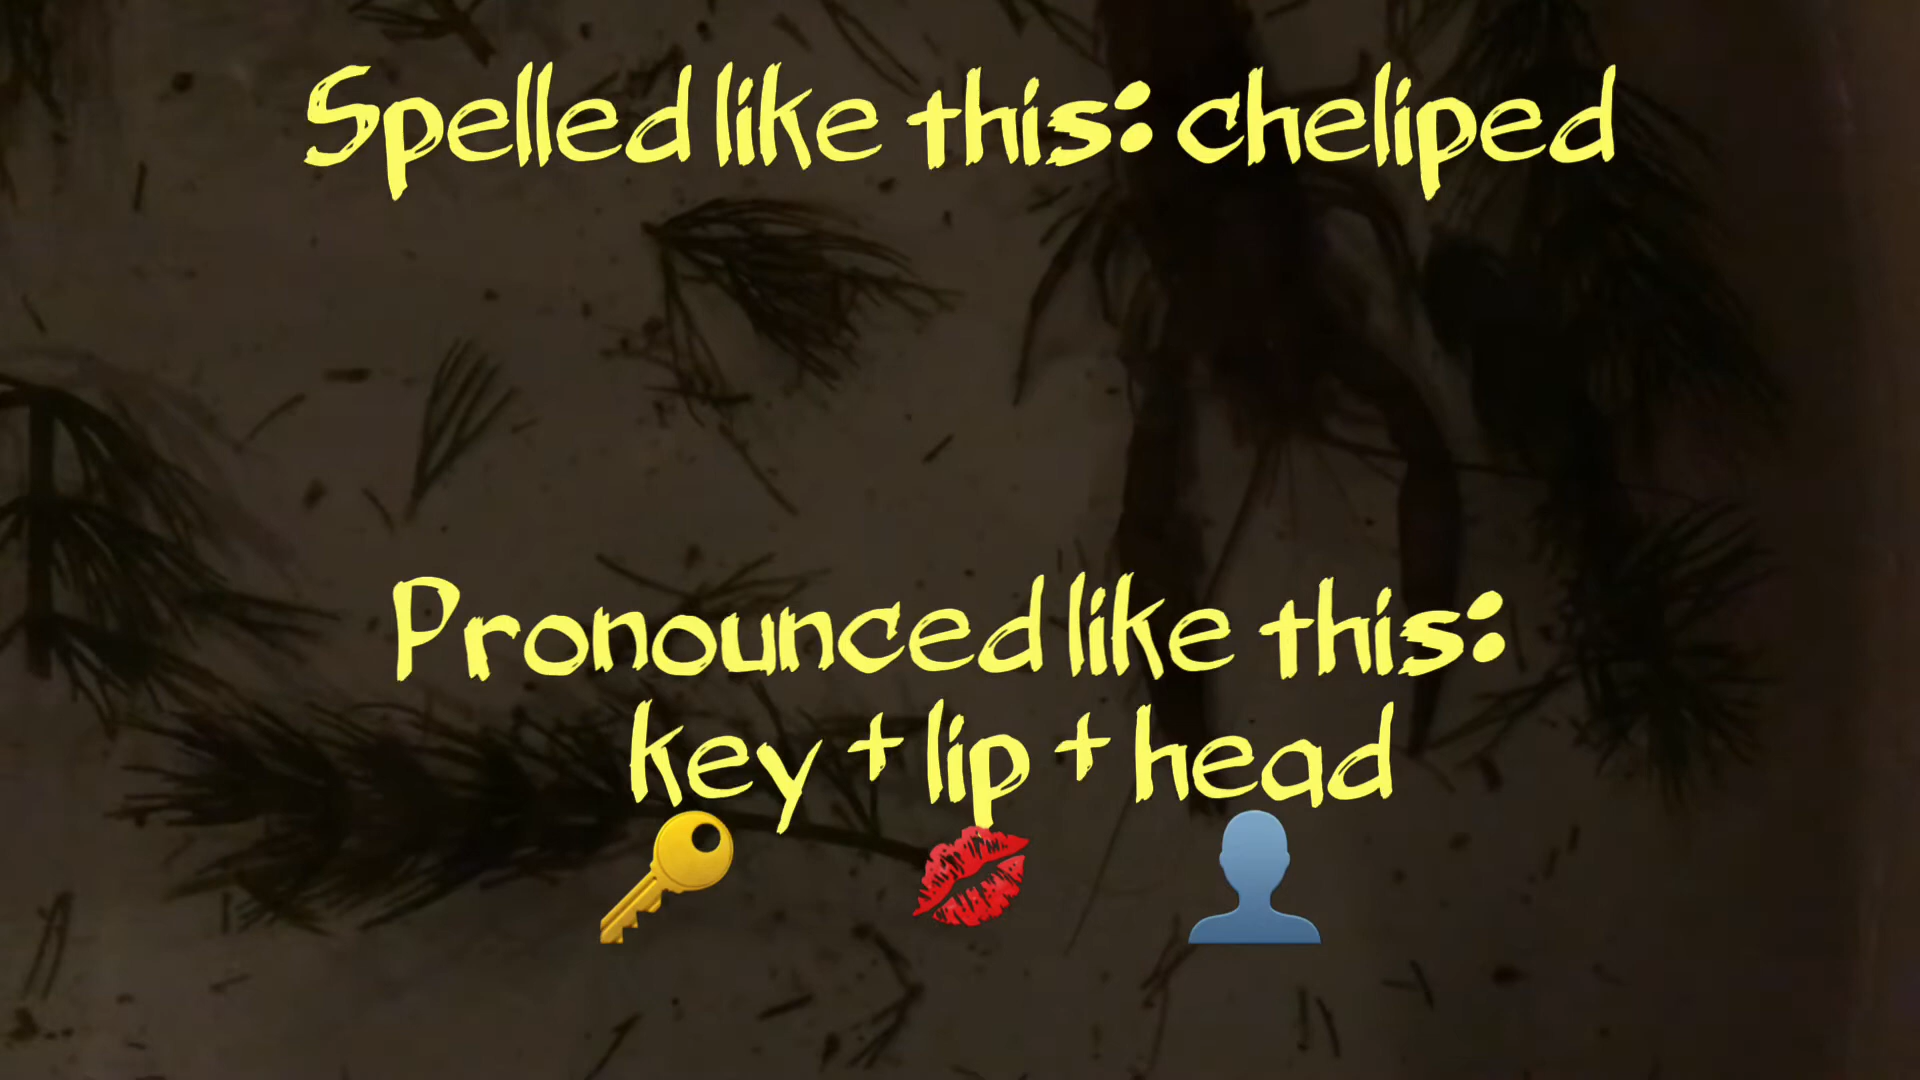 Spelled like this: cheliped
Pronounced like this:
key + lip + head